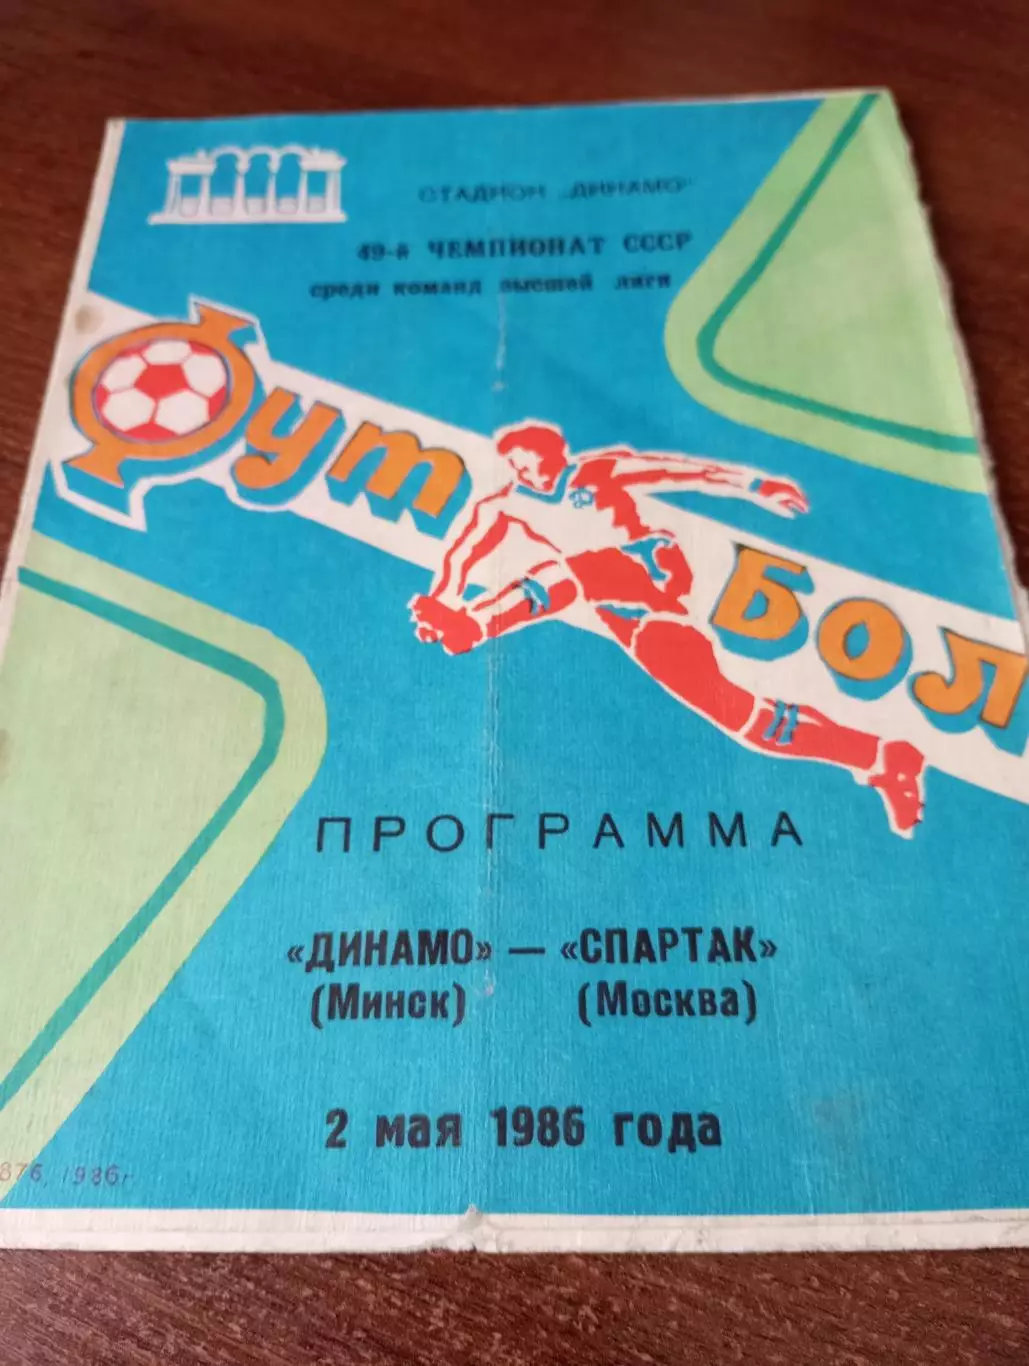 СТАДИОН „ДИНАМО"
49-й ЧЕМПИОНАТ СССР
среди команд высшей лиги
Футбол
ПРОГРАММА
«ДИНАМО» — «СПАРТАК»
(Минск) (Москва)
2 мая 1986 года
876, 1986г